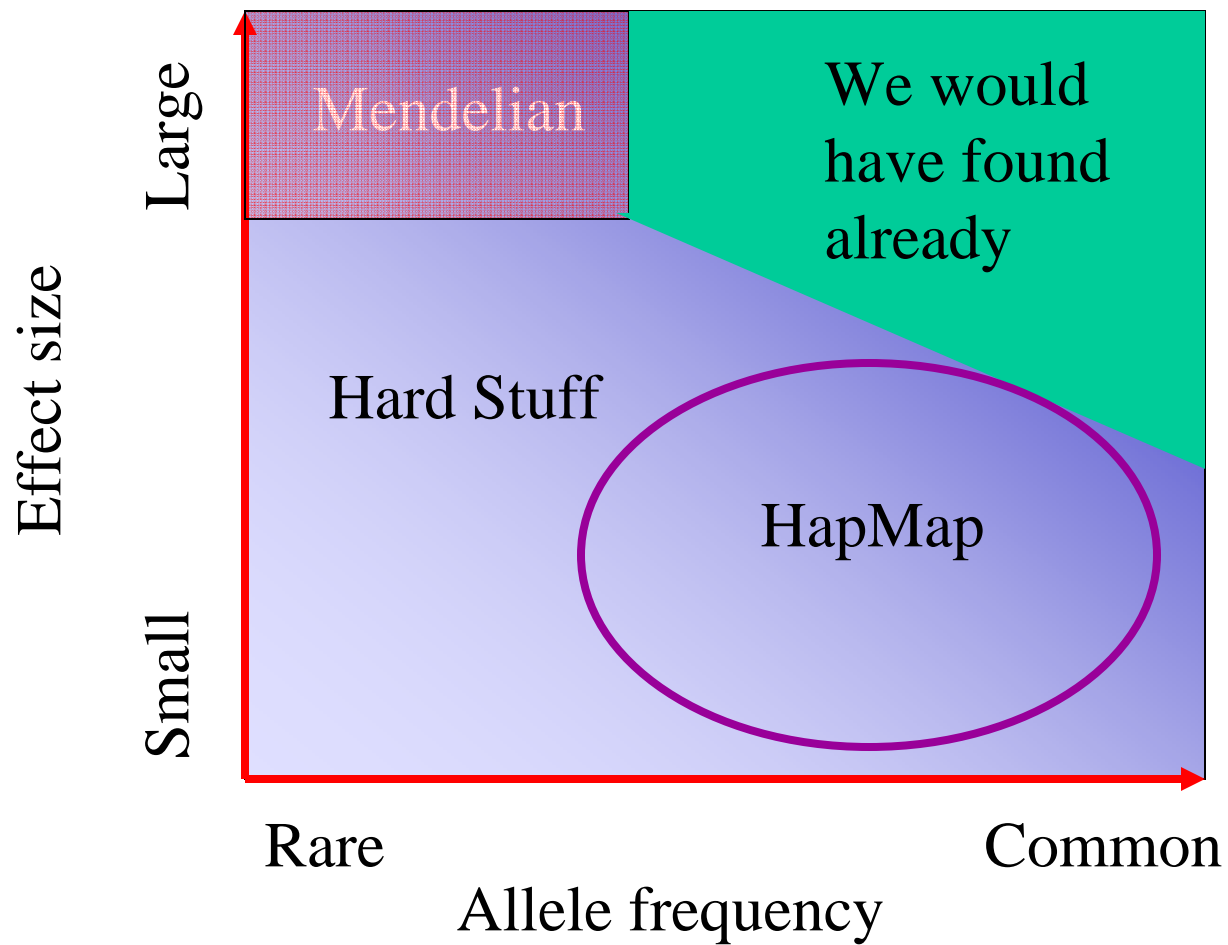 Large
Mendelian
We would
have found
already
Effect size
Hard Stuff
HapMap
Small
Rare
Common
Allele frequency